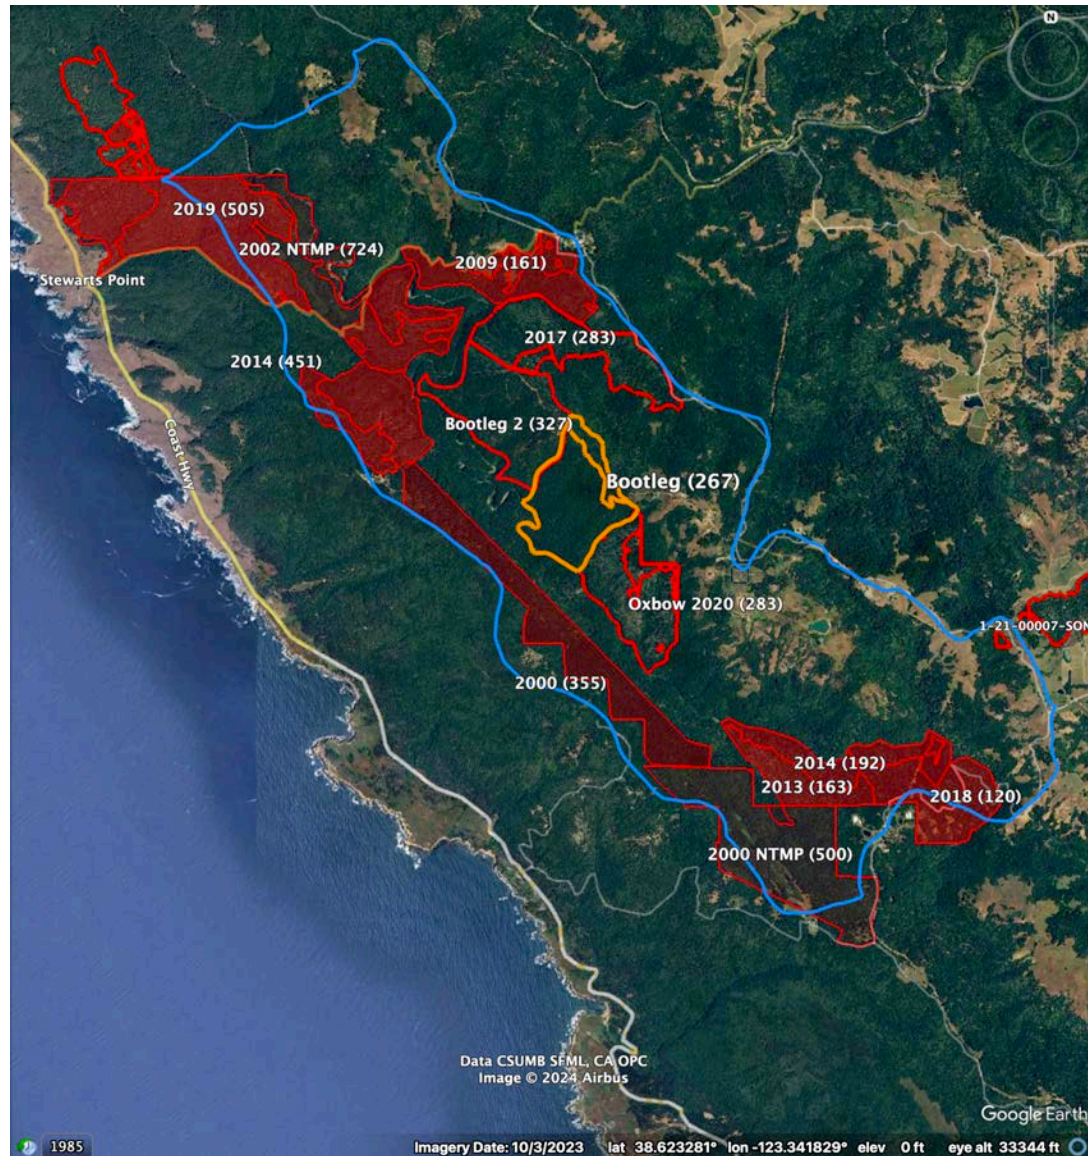 N
2019 (505)
2002 NTMP (724)
2009 (161)
Stewarts Point
2017 (283)
2014 (451)
Bootleg 2 (327)
Coast Hwy
Bootleg (267)
Oxbow 2020 (283)
1-21-00007-SON
2000 (355)
2014 (192)
2013 (163)
2018 (120)
2000 NTMP (500)
Data CSUMB SFML, CA OPC
Image © 2024 Airbus
Google Earth
1985
Imagery Date: 10/3/2023 lat 38.623281° lon -123.341829° elev 0 ft eye alt 33344 ft